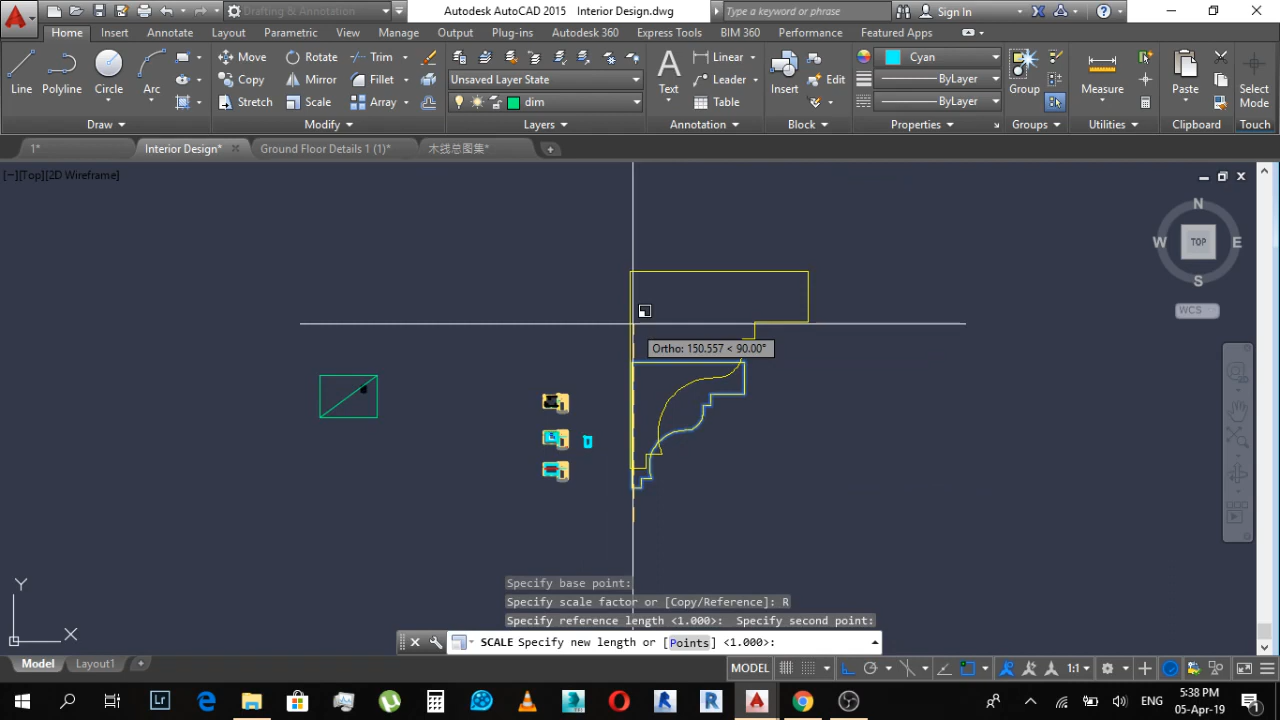 Drafting & Annotation
Autodesk AutoCAD 2015 Interior Design.dwg
Type a keyword or phrase
Sign In
Home Insert Annotate Layout Parametric View Manage Output Plug-ins Autodesk 360 Express Tools BIM 360 Performance Featured Apps
Line Polyline Circle Arc
Move Rotate Trim
Copy Mirror Fillet
Stretch Scale Array
Unsaved Layer State
dim
Text
Linear
Leader
Table
Insert
Edit
Cyan
ByLayer
ByLayer
Group
Measure
Paste
Select Mode
Draw Modify Layers Annotation Block Properties Groups Utilities Clipboard Touch
1* Interior Design* Ground Floor Details 1 (1)* 木线总图集*
[−][Top][2D Wireframe]
N
W TOP E
S
WCS
Ortho: 150.557 < 90.00°
Y
X
Specify base point:
Specify scale factor or [Copy/Reference]: R
Specify reference length <1.000>: Specify second point:
SCALE Specify new length or [Points] <1.000>:
Model Layout1
MODEL
1:1
Lr
ENG
5:38 PM
05-Apr-19